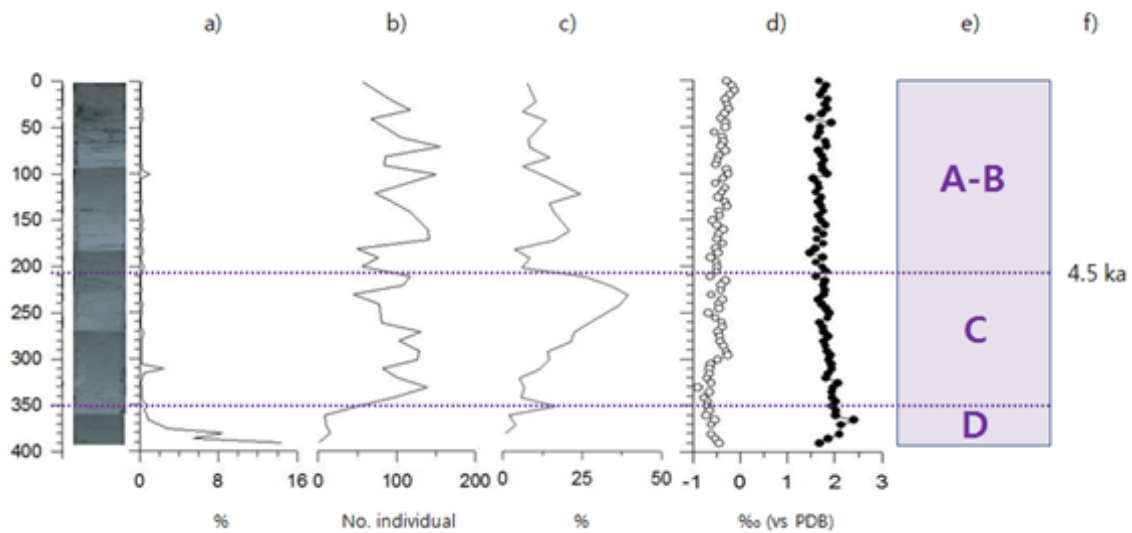 a) b) c) d) e) f)
0
50
100
150
200
250
300
350
400
A-B
C
D
4.5 ka
0 8 16 0 100 200 0 25 50 -1 0 1 2 3
% No. individual % ‰ (vs PDB)